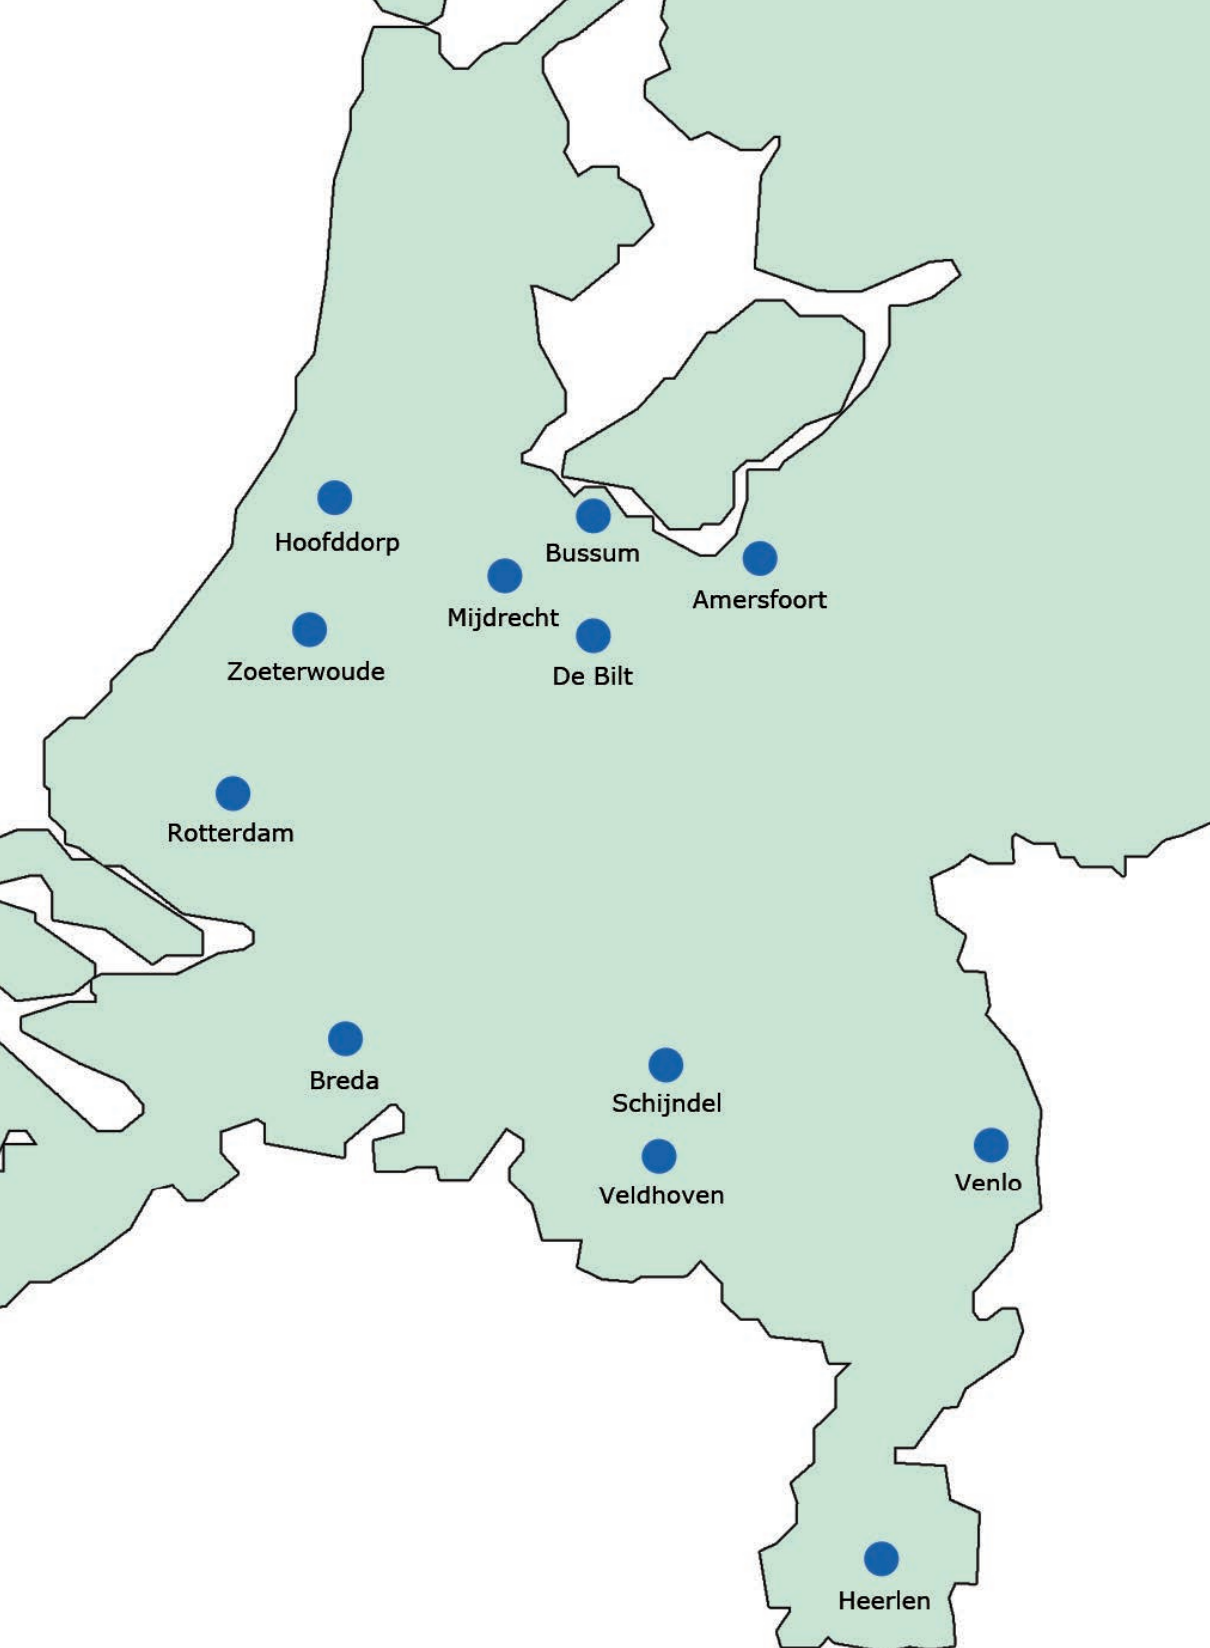 Hoofddorp
Bussum
Amersfoort
Mijdrecht
Zoeterwoude
De Bilt
Rotterdam
Breda
Schijndel
Venlo
Veldhoven
Heerlen